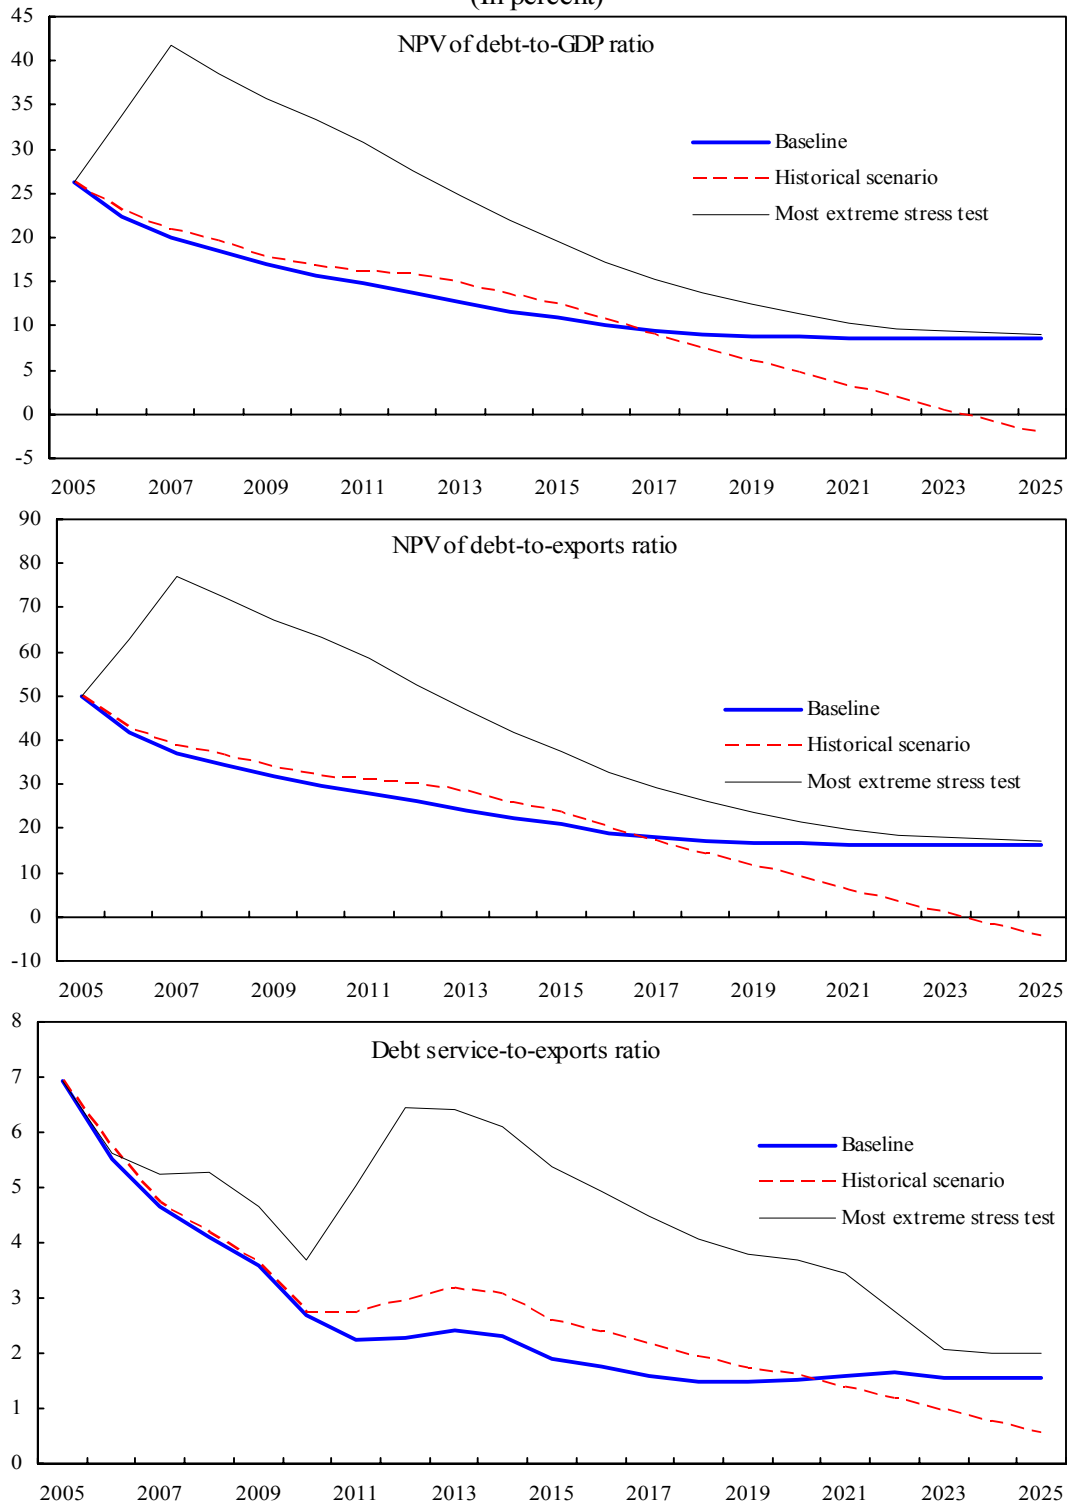 (In percent)
NPV of debt-to-GDP ratio
45
40
35
30
25
20
15
10
5
0
-5
Baseline
Historical scenario
Most extreme stress test
2005 2007 2009 2011 2013 2015 2017 2019 2021 2023 2025
NPV of debt-to-exports ratio
90
80
70
60
50
40
30
20
10
0
-10
Baseline
Historical scenario
Most extreme stress test
2005 2007 2009 2011 2013 2015 2017 2019 2021 2023 2025
Debt service-to-exports ratio
8
7
6
5
4
3
2
1
0
Baseline
Historical scenario
Most extreme stress test
2005 2007 2009 2011 2013 2015 2017 2019 2021 2023 2025